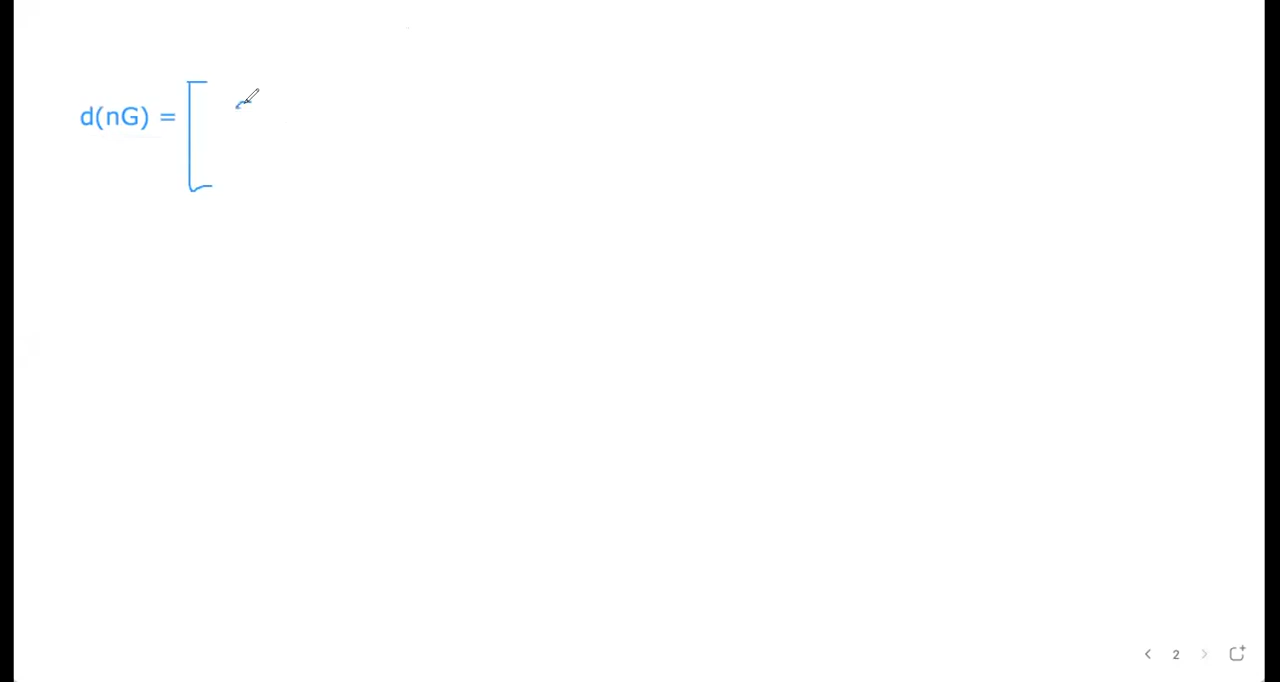 d(nG) = [
2